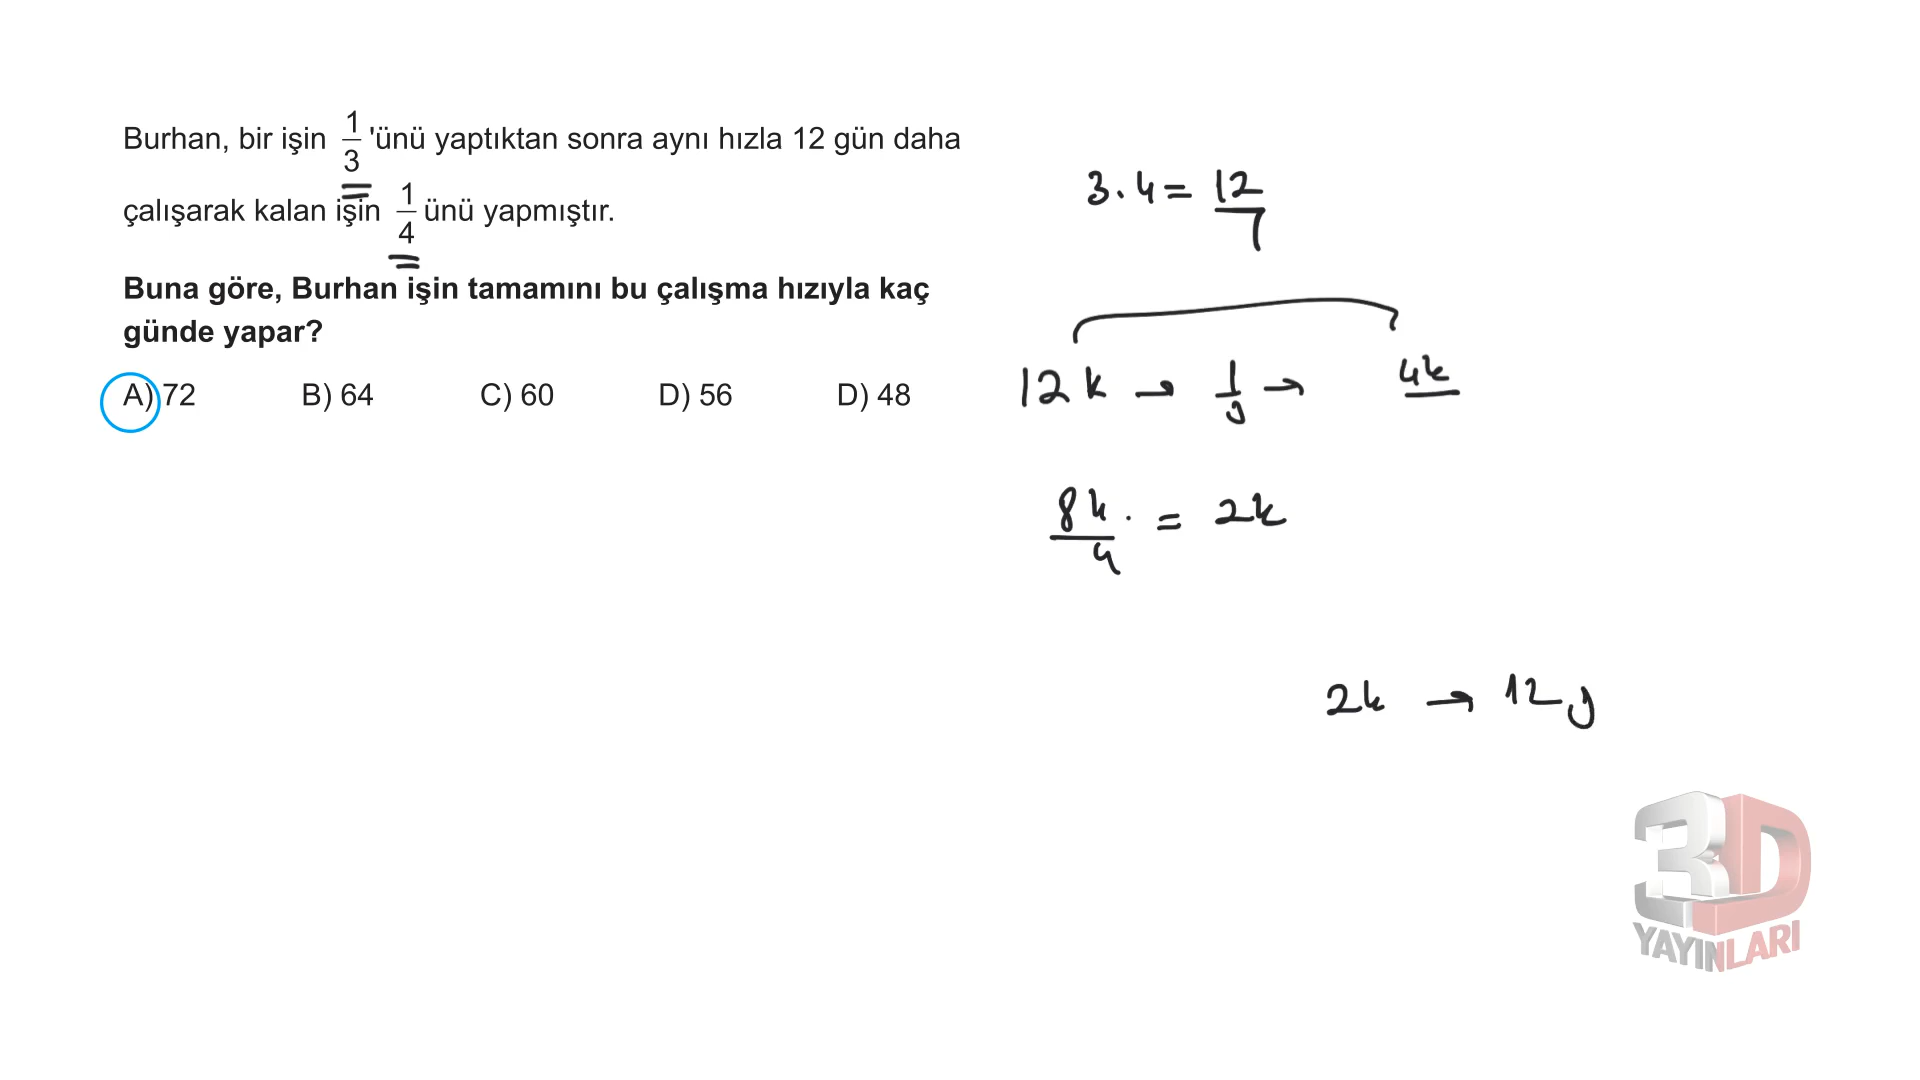 Burhan, bir işin 1/3 'ünü yaptıktan sonra aynı hızla 12 gün daha
çalışarak kalan işin 1/4 ünü yapmıştır.
Buna göre, Burhan işin tamamını bu çalışma hızıyla kaç
günde yapar?
A) 72 B) 64 C) 60 D) 56 D) 48
3.4 = 12
12k → 1/3 → 4k
8k/4 = 2k
2k → 12g
3D
YAYINLARI